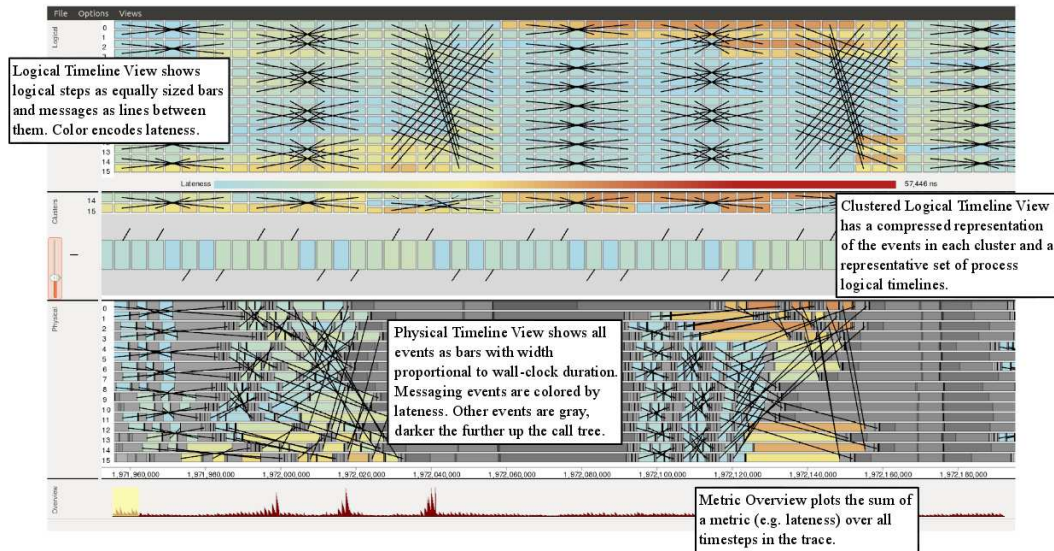 File Options Views
Logical
0
1
2
Logical Timeline View shows
logical steps as equally sized bars
and messages as lines between
them. Color encodes lateness.
12
13
14
15
Lateness
57,446 ns
Clusters
14
15
Clustered Logical Timeline View
has a compressed representation
of the events in each cluster and a
representative set of process
logical timelines.
Physical
0
1
2
3
4
5
6
7
8
9
10
11
12
13
14
15
Physical Timeline View shows all
events as bars with width
proportional to wall-clock duration.
Messaging events are colored by
lateness. Other events are gray,
darker the further up the call tree.
1,971,960,000 1,971,980,000 1,972,000,000 1,972,020,000 1,972,040,000 1,972,060,000 1,972,080,000 1,972,100,000 1,972,120,000 1,972,140,000 1,972,160,000 1,972,180,000
Overview
Metric Overview plots the sum of
a metric (e.g. lateness) over all
timesteps in the trace.